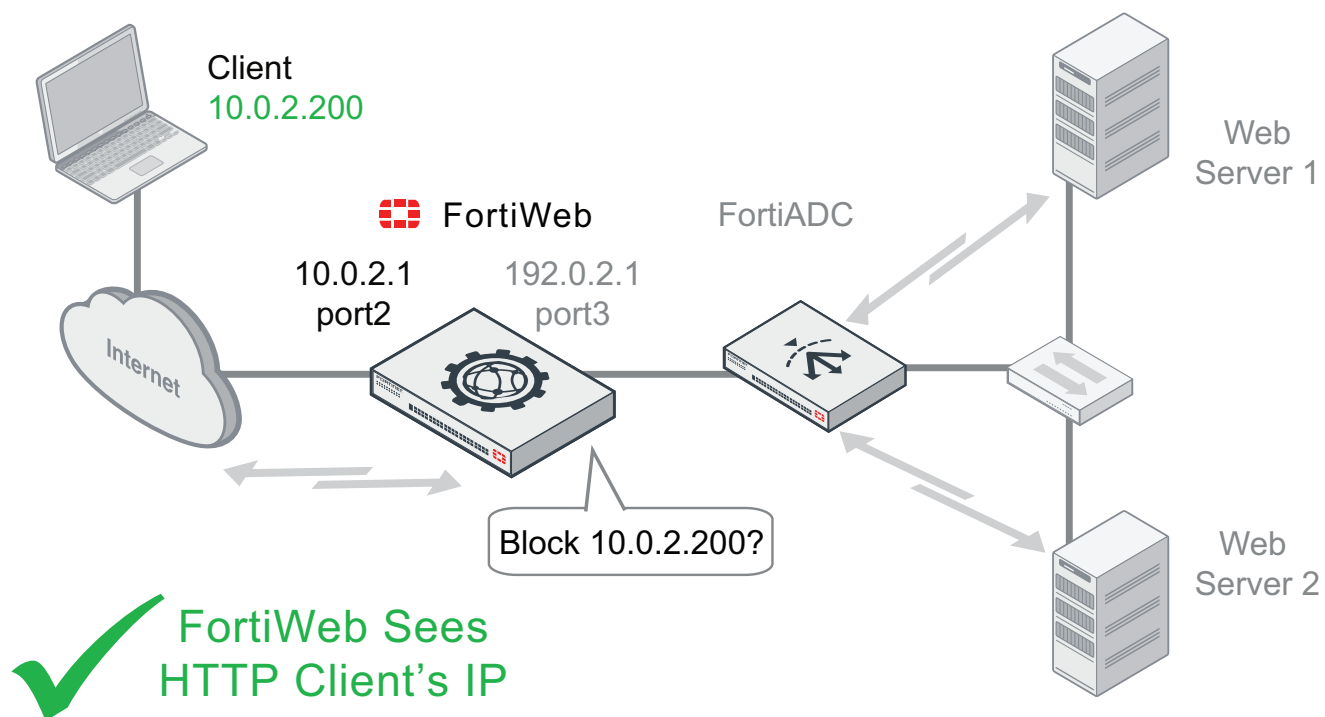 Client
10.0.2.200
FortiWeb
FortiADC
Web
Server 1
10.0.2.1
port2
192.0.2.1
port3
Internet
Block 10.0.2.200?
Web
Server 2
FortiWeb Sees
HTTP Client's IP